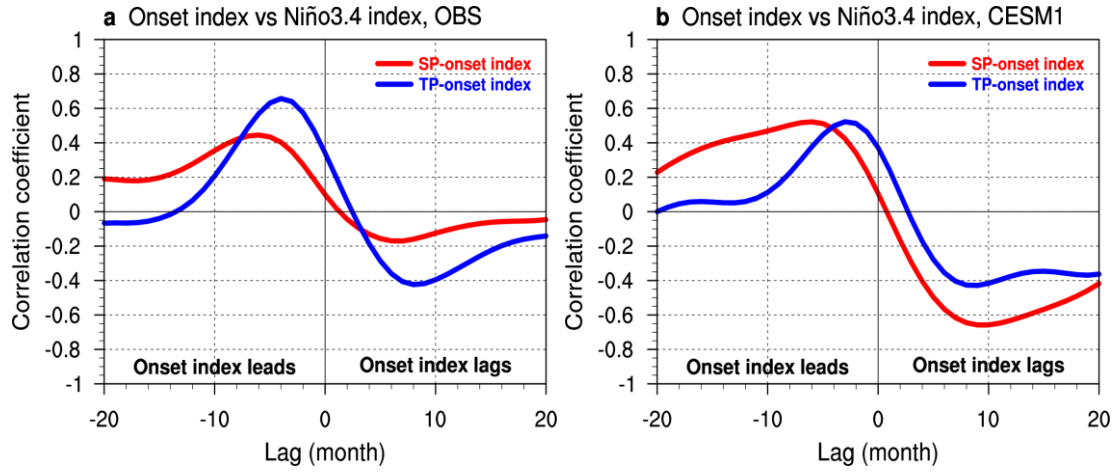 a Onset index vs Niño3.4 index, OBS
1
0.8
0.6
0.4
0.2
0
-0.2
-0.4
-0.6
-0.8
-1
Correlation coefficient
SP-onset index
TP-onset index
Onset index leads
Onset index lags
-20
-10
0
10
20
Lag (month)
b Onset index vs Niño3.4 index, CESM1
1
0.8
0.6
0.4
0.2
0
-0.2
-0.4
-0.6
-0.8
-1
Correlation coefficient
SP-onset index
TP-onset index
Onset index leads
Onset index lags
-20
-10
0
10
20
Lag (month)